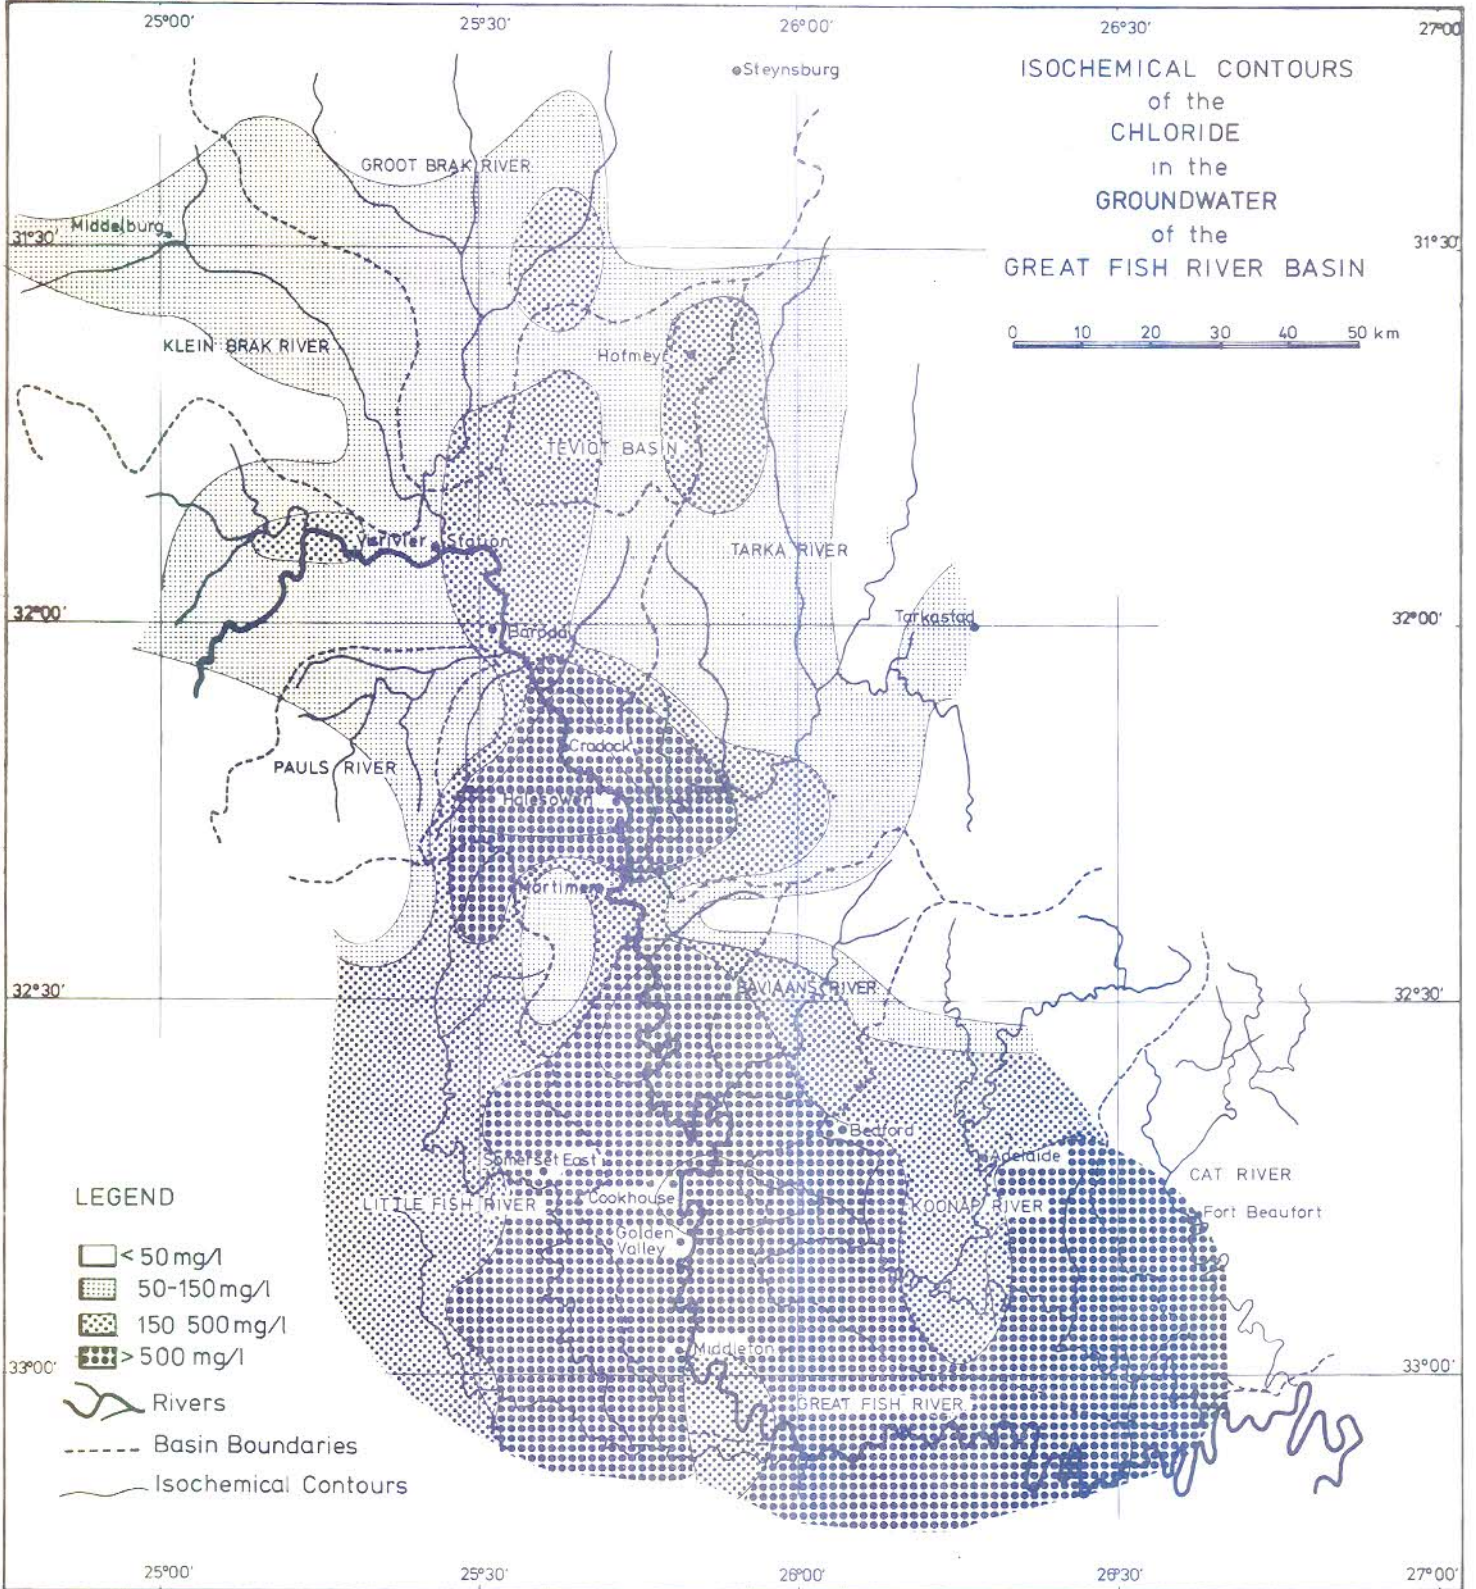 25°00'
25°30'
26°00'
26°30'
27°00'
Steynsburg
ISOCHEMICAL CONTOURS
of the
CHLORIDE
in the
GROUNDWATER
of the
GREAT FISH RIVER BASIN
0 10 20 30 40 50 km
GROOT BRAK RIVER
Middelburg
31°30'
31°30'
KLEIN BRAK RIVER
Hofmeyr
TEVIOT BASIN
Station
TARKA RIVER
32°00'
Tarkastad
32°00'
Baroda
Cradock
PAULS RIVER
Halesowen
Mortimer
BAVIAANS RIVER
32°30'
32°30'
Bedford
Adelaide
Somerset East
CAT RIVER
LEGEND
LITTLE FISH RIVER
Cookhouse
KOONAP RIVER
Fort Beaufort
Golden
Valley
< 50 mg/l
50-150 mg/l
150 500 mg/l
> 500 mg/l
Middleton
33°00'
33°00'
Rivers
GREAT FISH RIVER.
Basin Boundaries
Isochemical Contours
25°00'
25°30'
26°00'
26°30'
27°00'